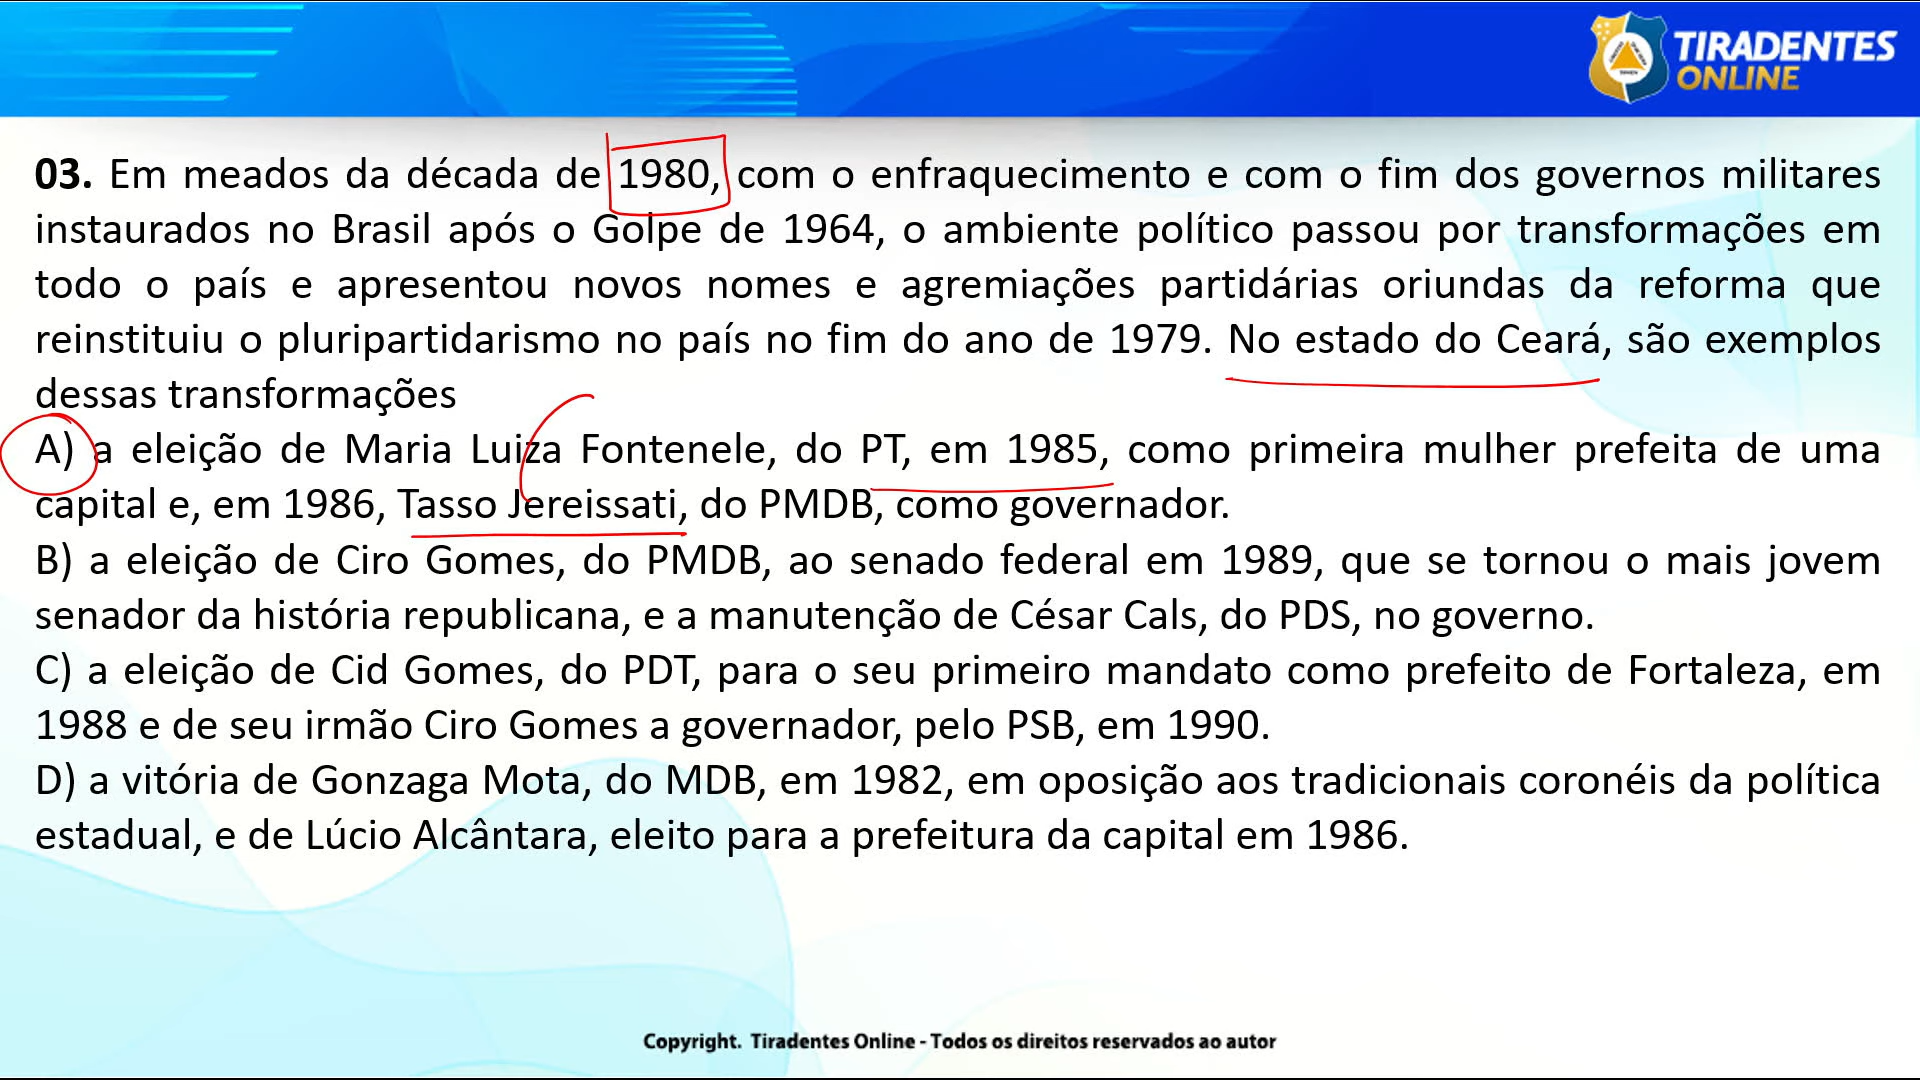 TIRADENTES
ONLINE
03. Em meados da década de 1980, com o enfraquecimento e com o fim dos governos militares
instaurados no Brasil após o Golpe de 1964, o ambiente político passou por transformações em
todo o país e apresentou novos nomes e agremiações partidárias oriundas da reforma que
reinstituiu o pluripartidarismo no país no fim do ano de 1979. No estado do Ceará, são exemplos
dessas transformações
A) a eleição de Maria Luiza Fontenele, do PT, em 1985, como primeira mulher prefeita de uma
capital e, em 1986, Tasso Jereissati, do PMDB, como governador.
B) a eleição de Ciro Gomes, do PMDB, ao senado federal em 1989, que se tornou o mais jovem
senador da história republicana, e a manutenção de César Cals, do PDS, no governo.
C) a eleição de Cid Gomes, do PDT, para o seu primeiro mandato como prefeito de Fortaleza, em
1988 e de seu irmão Ciro Gomes a governador, pelo PSB, em 1990.
D) a vitória de Gonzaga Mota, do MDB, em 1982, em oposição aos tradicionais coronéis da política
estadual, e de Lúcio Alcântara, eleito para a prefeitura da capital em 1986.
Copyright. Tiradentes Online - Todos os direitos reservados ao autor